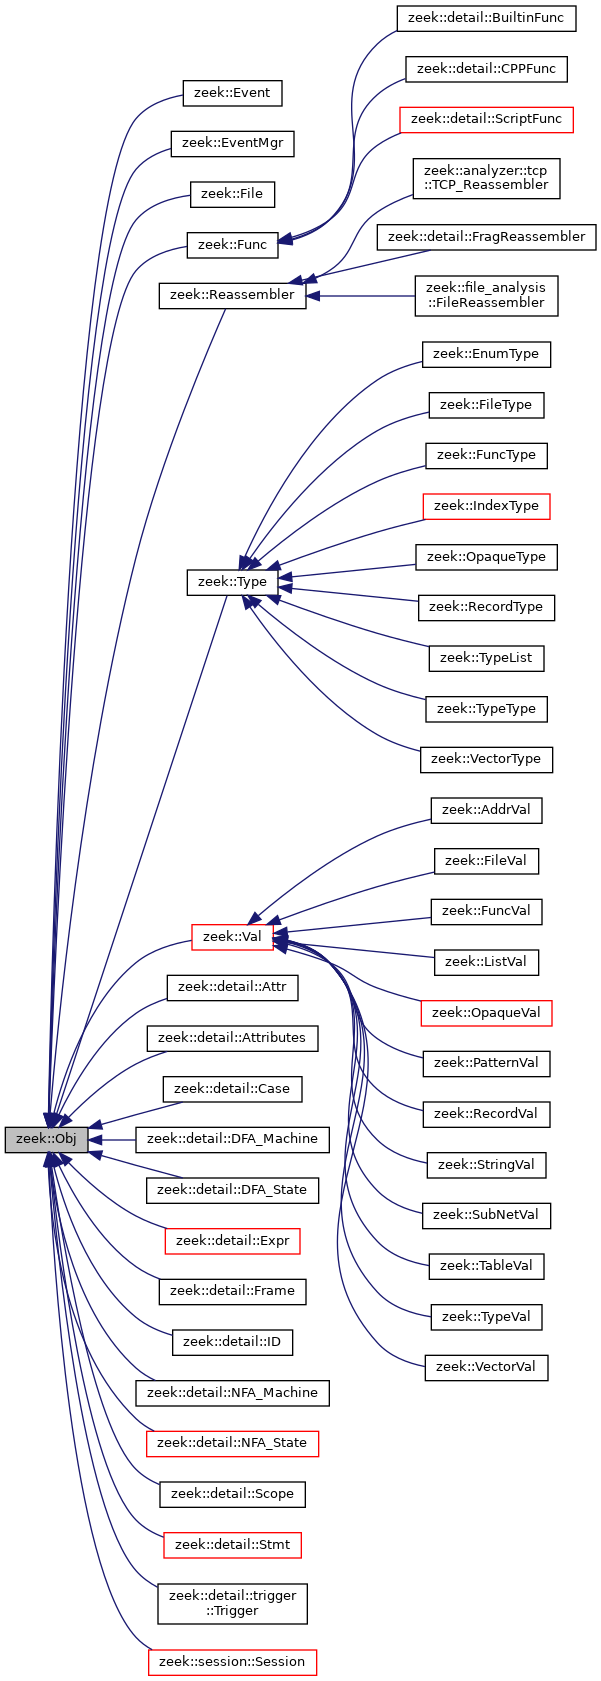 zeek::detail::BuiltinFunc
zeek::detail::CPPFunc
zeek::Event
zeek::detail::ScriptFunc
zeek::EventMgr
zeek::analyzer::tcp
::TCP_Reassembler
zeek::File
zeek::Func
zeek::detail::FragReassembler
zeek::Reassembler
zeek::file_analysis
::FileReassembler
zeek::EnumType
zeek::FileType
zeek::FuncType
zeek::IndexType
zeek::OpaqueType
zeek::Type
zeek::RecordType
zeek::TypeList
zeek::TypeType
zeek::VectorType
zeek::AddrVal
zeek::FileVal
zeek::FuncVal
zeek::Val
zeek::ListVal
zeek::detail::Attr
zeek::OpaqueVal
zeek::detail::Attributes
zeek::PatternVal
zeek::detail::Case
zeek::RecordVal
zeek::Obj
zeek::detail::DFA_Machine
zeek::StringVal
zeek::detail::DFA_State
zeek::SubNetVal
zeek::detail::Expr
zeek::TableVal
zeek::detail::Frame
zeek::TypeVal
zeek::detail::ID
zeek::VectorVal
zeek::detail::NFA_Machine
zeek::detail::NFA_State
zeek::detail::Scope
zeek::detail::Stmt
zeek::detail::trigger
::Trigger
zeek::session::Session